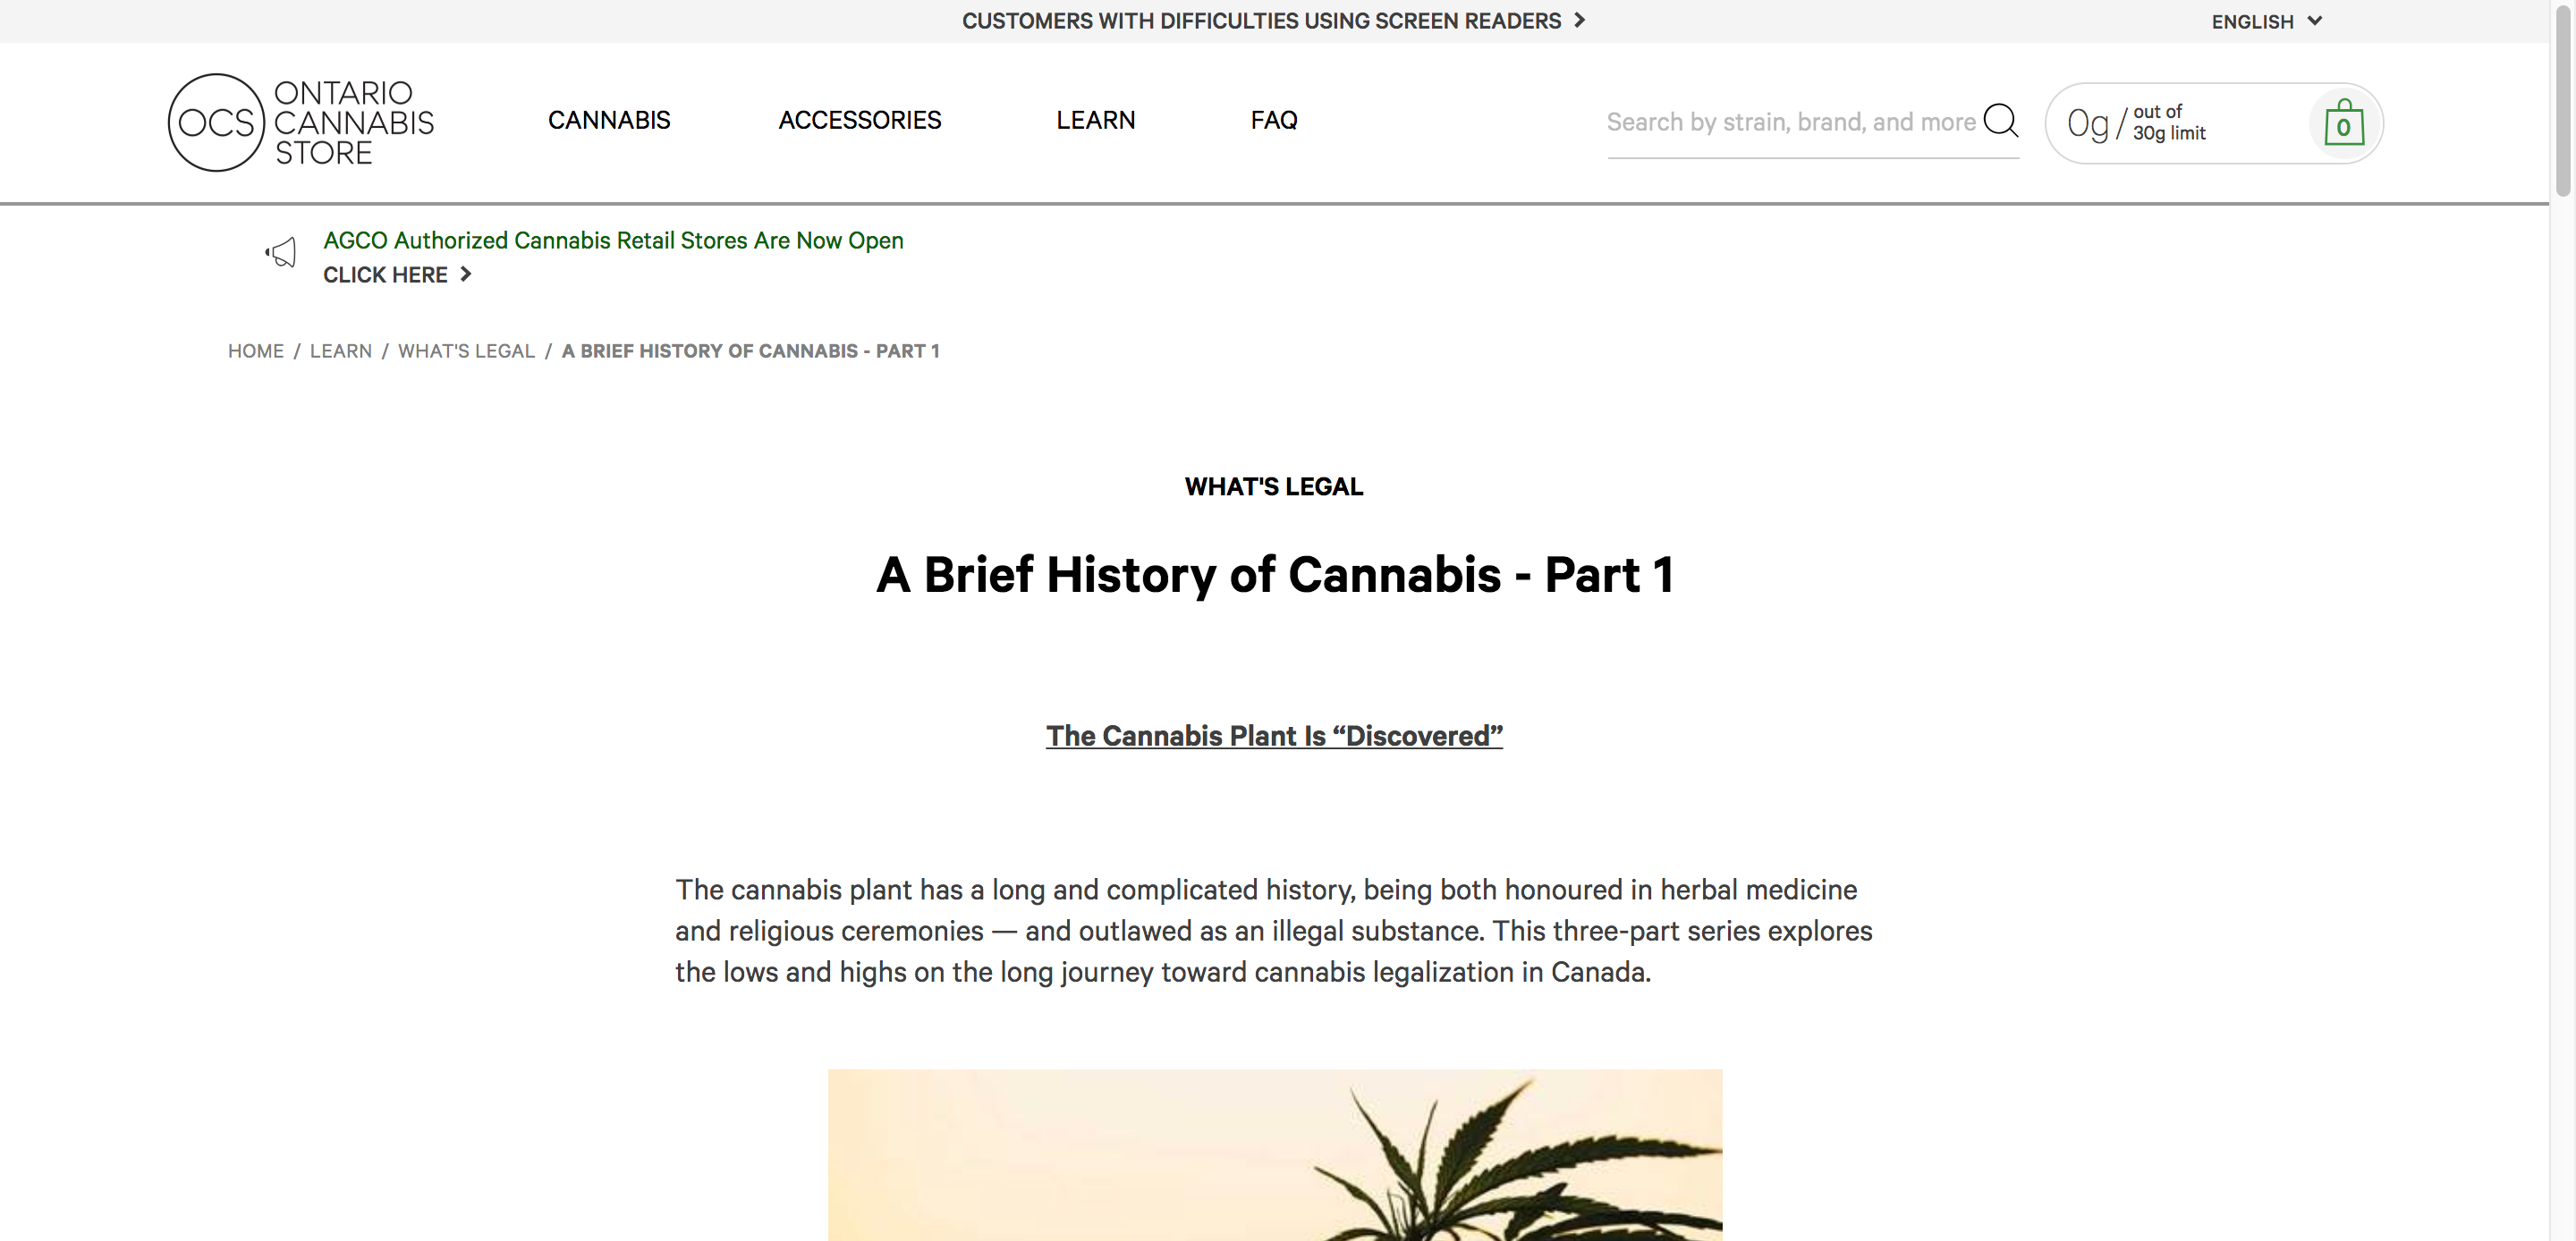 CUSTOMERS WITH DIFFICULTIES USING SCREEN READERS
ENGLISH
OCS
ONTARIO
CANNABIS
STORE
CANNABIS
ACCESSORIES
LEARN
FAQ
Search by strain, brand, and more
0g / out of
30g limit
0
AGCO Authorized Cannabis Retail Stores Are Now Open
CLICK HERE
HOME / LEARN / WHAT'S LEGAL / A BRIEF HISTORY OF CANNABIS - PART 1
WHAT'S LEGAL
A Brief History of Cannabis - Part 1
The Cannabis Plant Is “Discovered”
The cannabis plant has a long and complicated history, being both honoured in herbal medicine
and religious ceremonies — and outlawed as an illegal substance. This three-part series explores
the lows and highs on the long journey toward cannabis legalization in Canada.